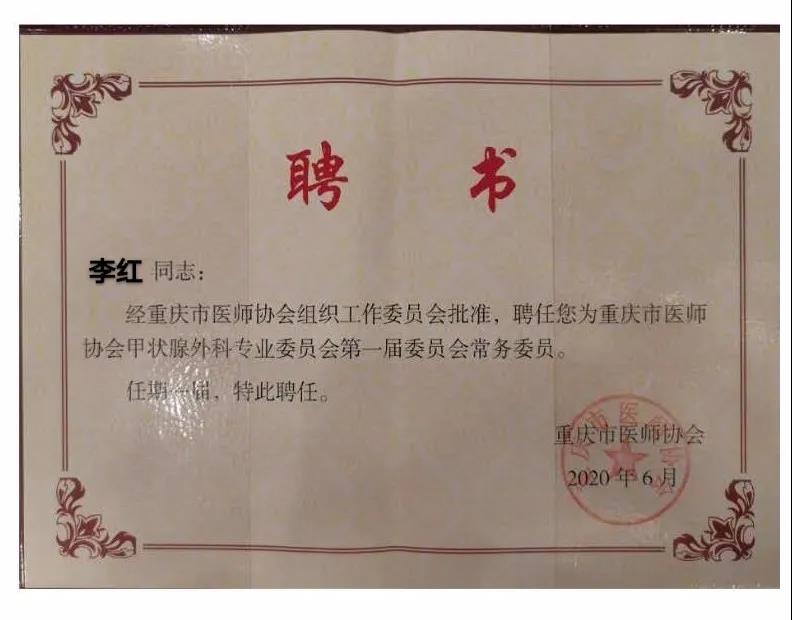 聘 书
李红 同志：
经重庆市医师协会组织工作委员会批准，聘任您为重庆市医师
协会甲状腺外科专业委员会第一届委员会常务委员。
任期一届，特此聘任。
重庆市医师协会
2020 年 6 月